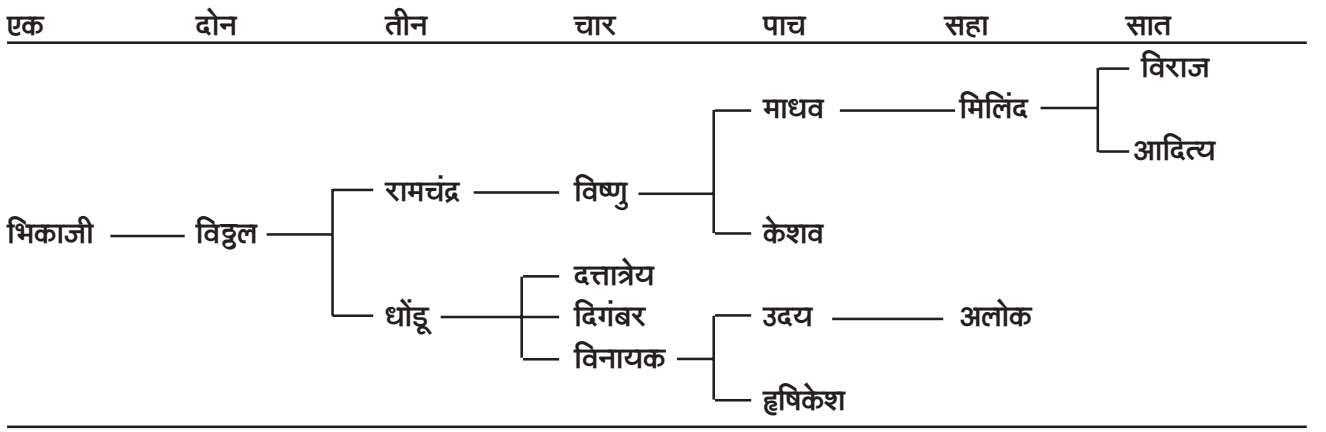 एक दोन तीन चार पाच सहा सात
विराज
माधव मिलिंद
आदित्य
रामचंद्र विष्णु
भिकाजी विठ्ठल केशव
दत्तात्रेय
धोंडू दिगंबर उदय अलोक
विनायक
हृषिकेश